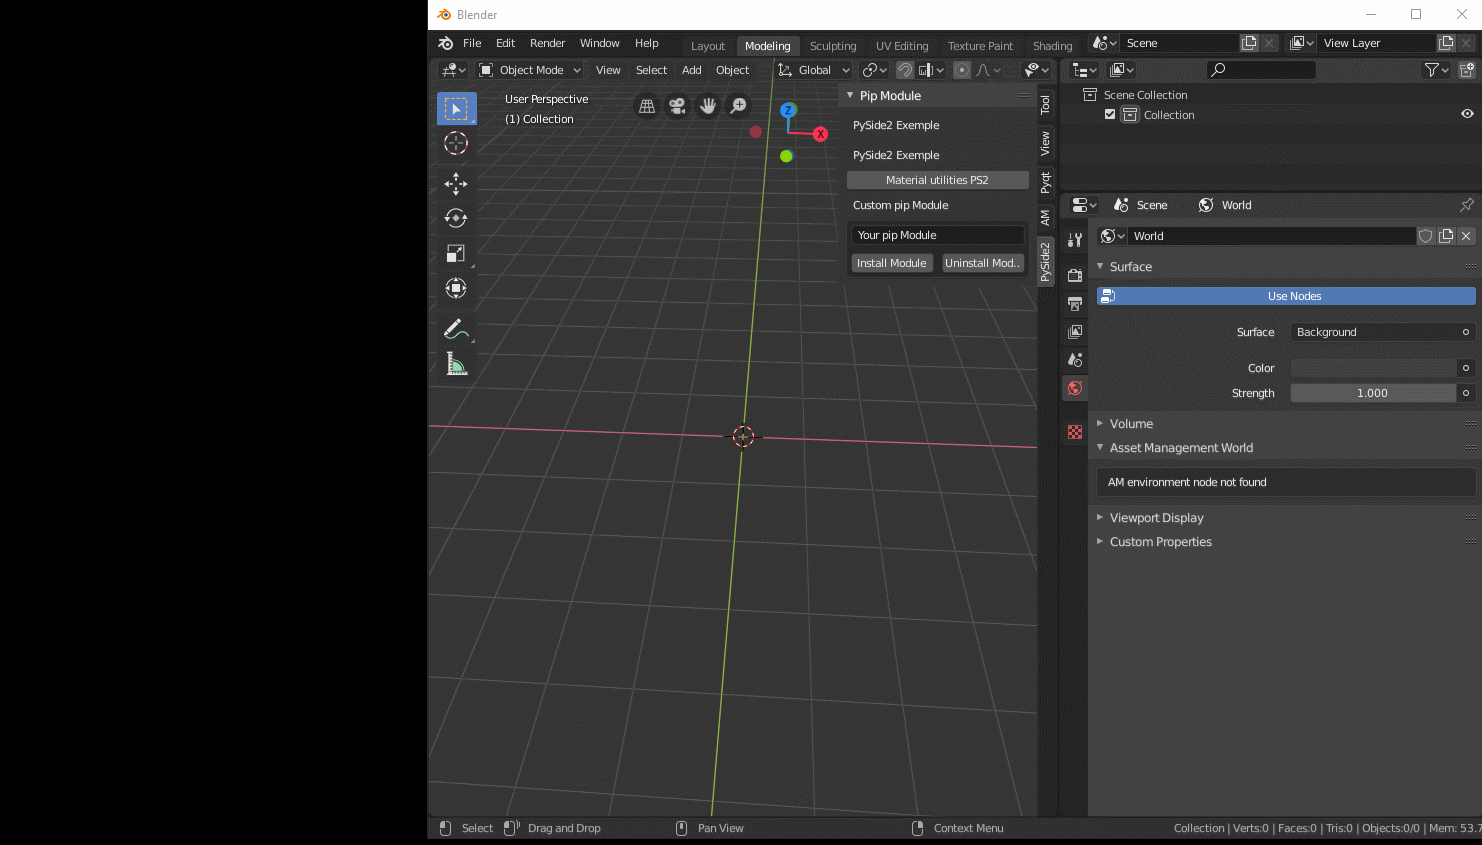 Blender
File Edit Render Window Help
Layout Modeling Sculpting UV Editing Texture Paint Shading
Scene
View Layer
Object Mode View Select Add Object
Global
User Perspective
(1) Collection
Z
X
Pip Module
PySide2 Exemple
PySide2 Exemple
Material utilities PS2
Custom pip Module
Your pip Module
Install Module Uninstall Mod..
Tool
View
Pyqt
AM
PySide2
Scene Collection
Collection
Scene World
World
Surface
Use Nodes
Surface Background
Color
Strength 1.000
Volume
Asset Management World
AM environment node not found
Viewport Display
Custom Properties
Select Drag and Drop Pan View Context Menu
Collection | Verts:0 | Faces:0 | Tris:0 | Objects:0/0 | Mem: 53.7